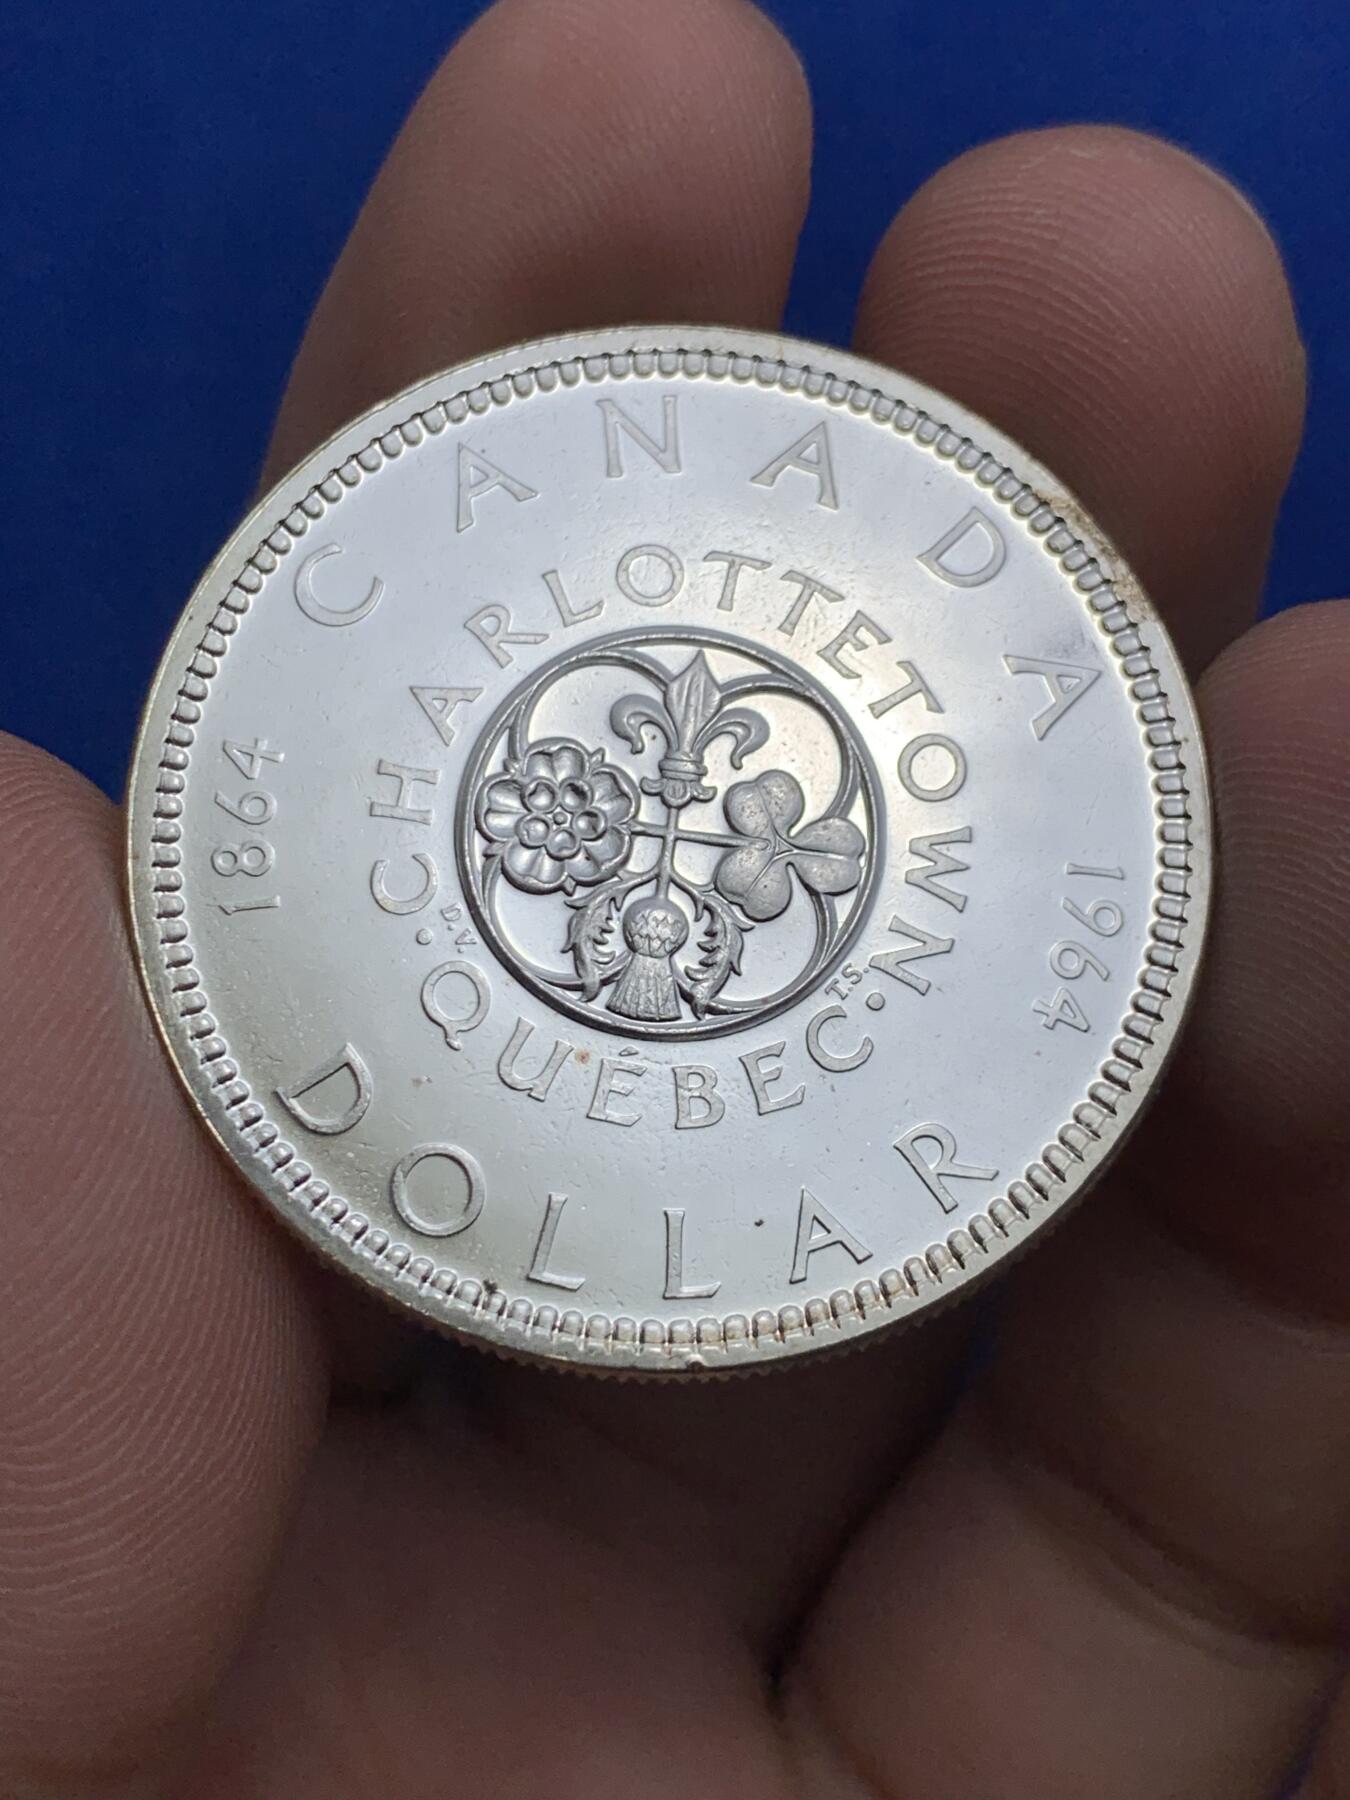 CANADA
1864
1964
CHARLOTTETOWN
• QUÉBEC •
D.V.
T.S.
DOLLAR